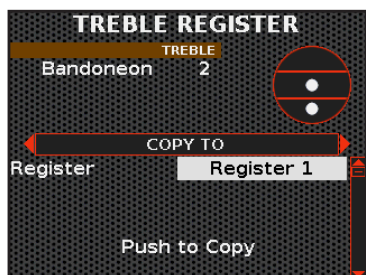 TREBLE REGISTER
TREBLE
Bandoneon 2
COPY TO
Register Register 1
Push to Copy